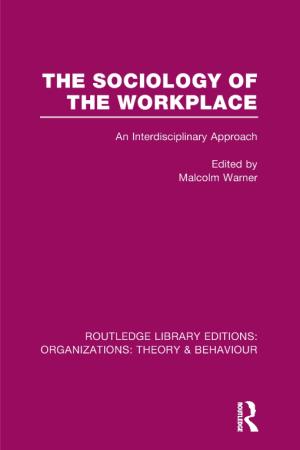 THE SOCIOLOGY OF
THE WORKPLACE
An Interdisciplinary Approach
Edited by
Malcolm Warner
ROUTLEDGE LIBRARY EDITIONS:
ORGANIZATIONS: THEORY & BEHAVIOUR
ROUTLEDGE